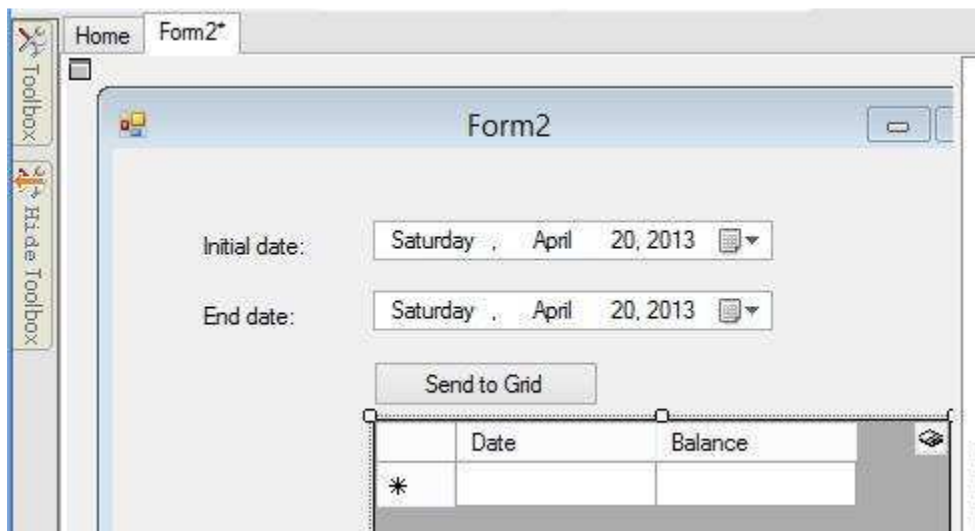 Toolbox
Hide Toolbox
Home Form2*
Form2
Initial date: Saturday , April 20, 2013
End date: Saturday , April 20, 2013
Send to Grid
Date Balance
*